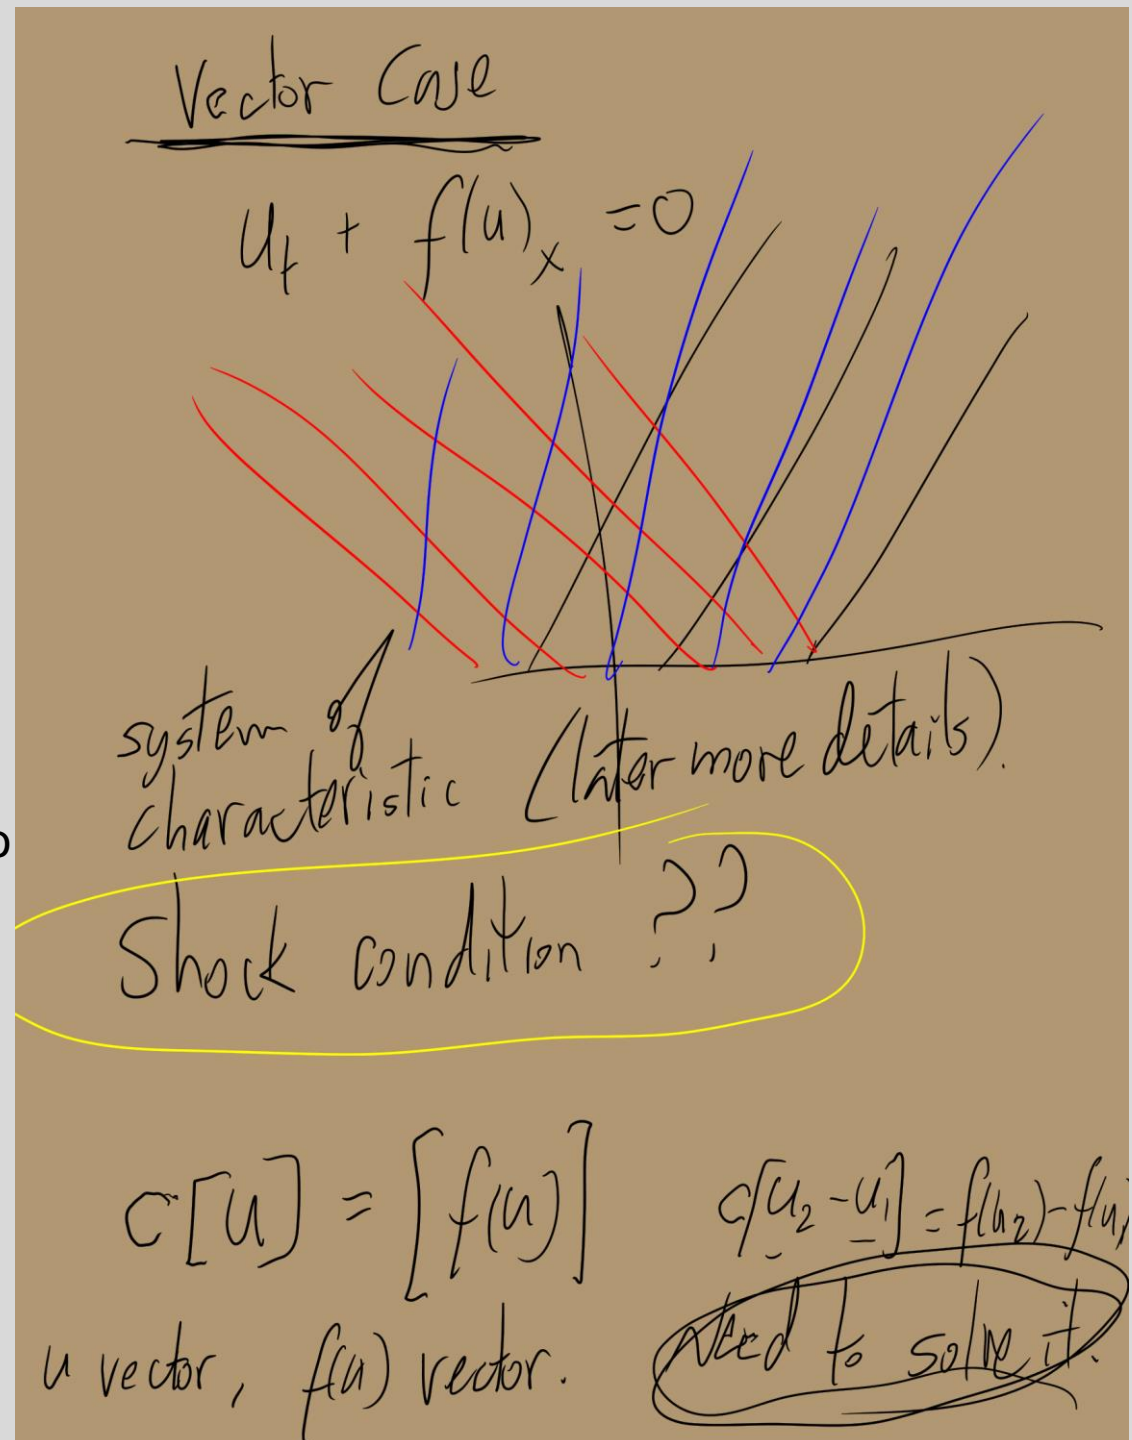 Vector Case
u_t + f(u)_x = 0
system of
characteristic (later more details).
Shock condition ??
c[u] = [f(u)]
c[u_2 - u_1] = f(u_2) - f(u_1
u vector, f(u) vector.
Need to solve it.